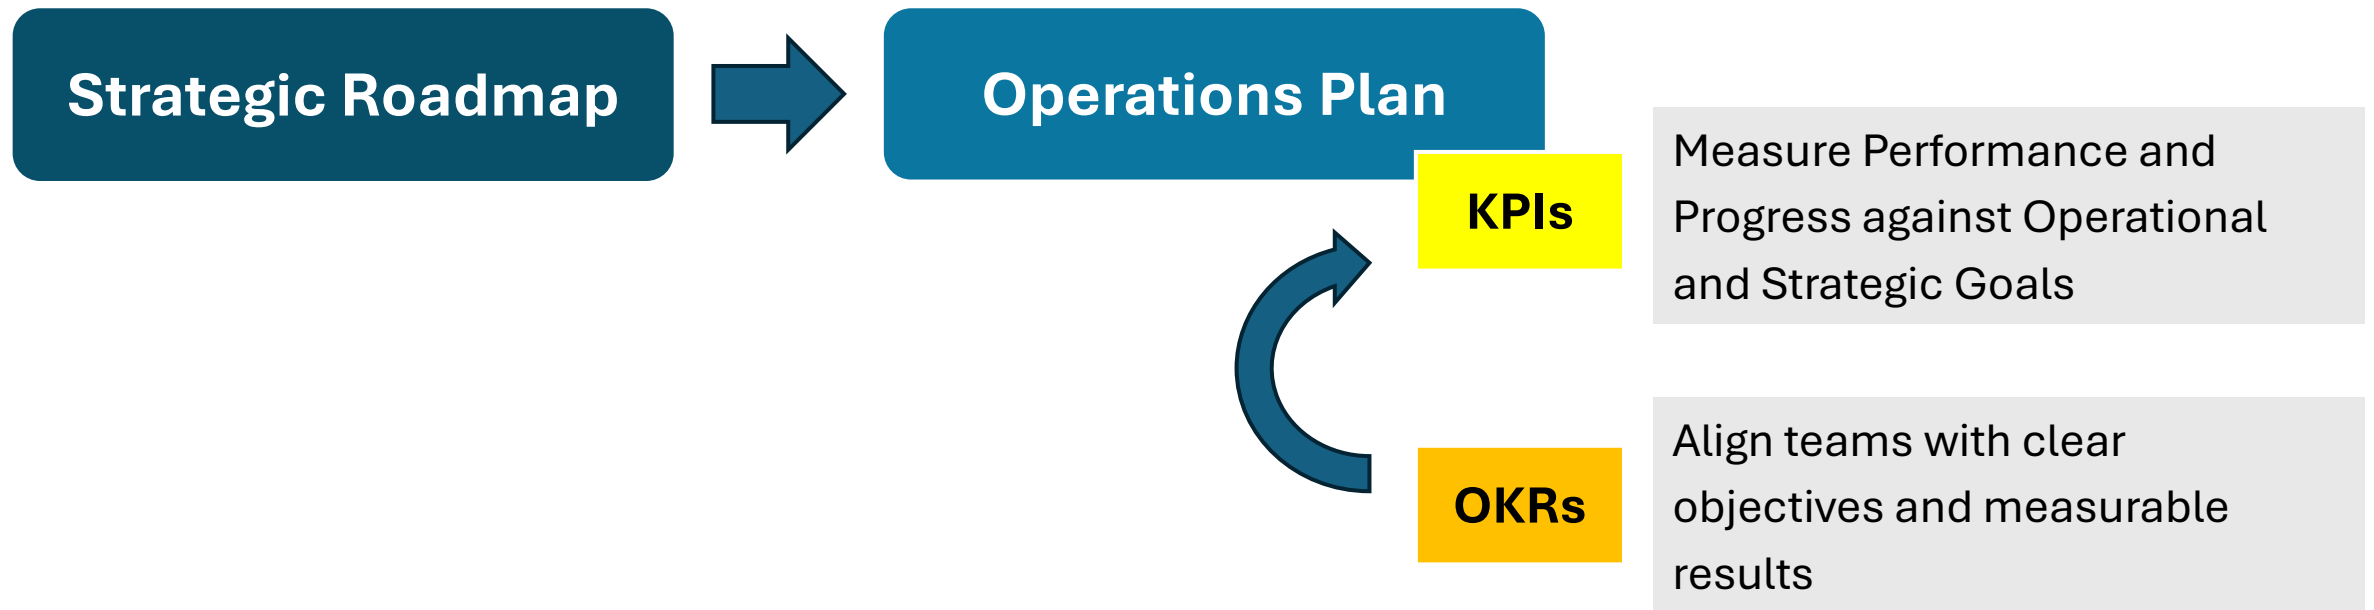 Strategic Roadmap
Operations Plan
KPIs
Measure Performance and
Progress against Operational
and Strategic Goals
OKRs
Align teams with clear
objectives and measurable
results